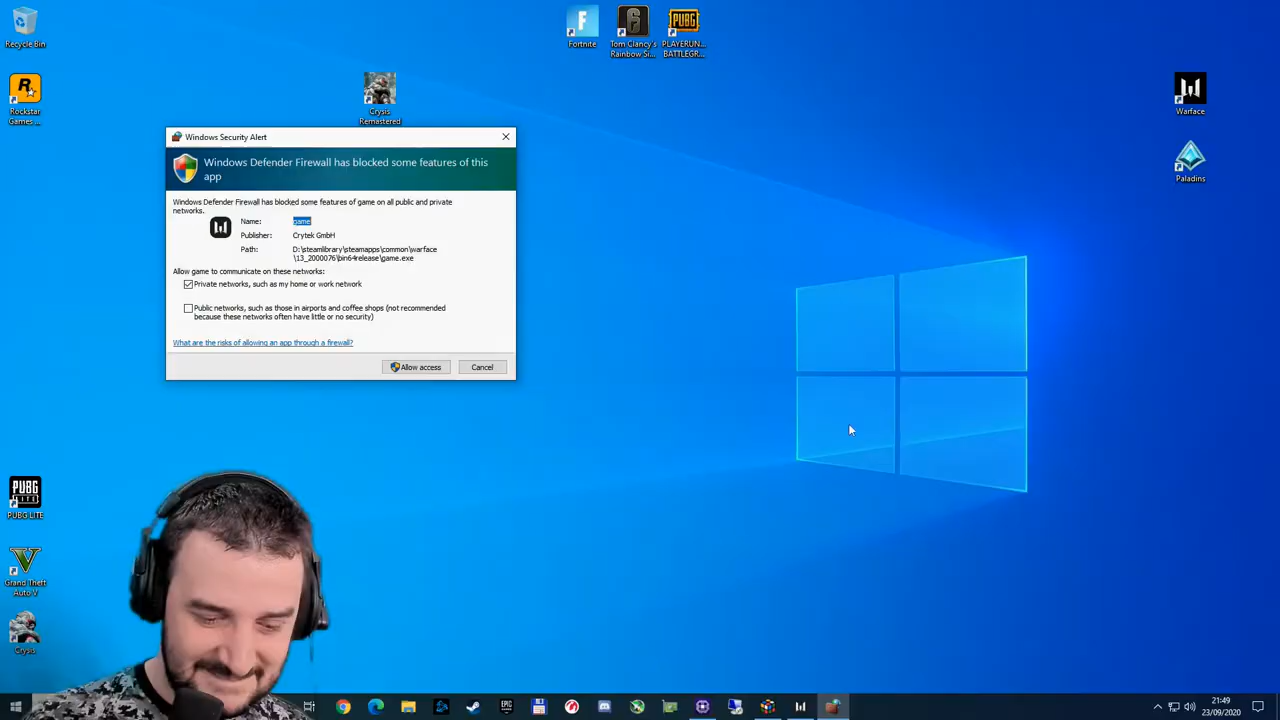 Recycle Bin
Fortnite
Tom Clancy's
Rainbow Si...
PUBG
PLAYERUN...
BATTLEGR...
Rockstar
Games ...
Crysis
Remastered
Warface
Paladins
Windows Security Alert
Windows Defender Firewall has blocked some features of this
app
Windows Defender Firewall has blocked some features of game on all public and private
networks.
Name: game
Publisher: Crytek GmbH
Path: D:\steamlibrary\steamapps\common\warface
\13_2000076\bin64release\game.exe
Allow game to communicate on these networks:
Private networks, such as my home or work network
Public networks, such as those in airports and coffee shops (not recommended
because these networks often have little or no security)
What are the risks of allowing an app through a firewall?
Allow access
Cancel
PUBG
LITE
PUBG LITE
Grand Theft
Auto V
Crysis
EPIC
21:49
23/09/2020